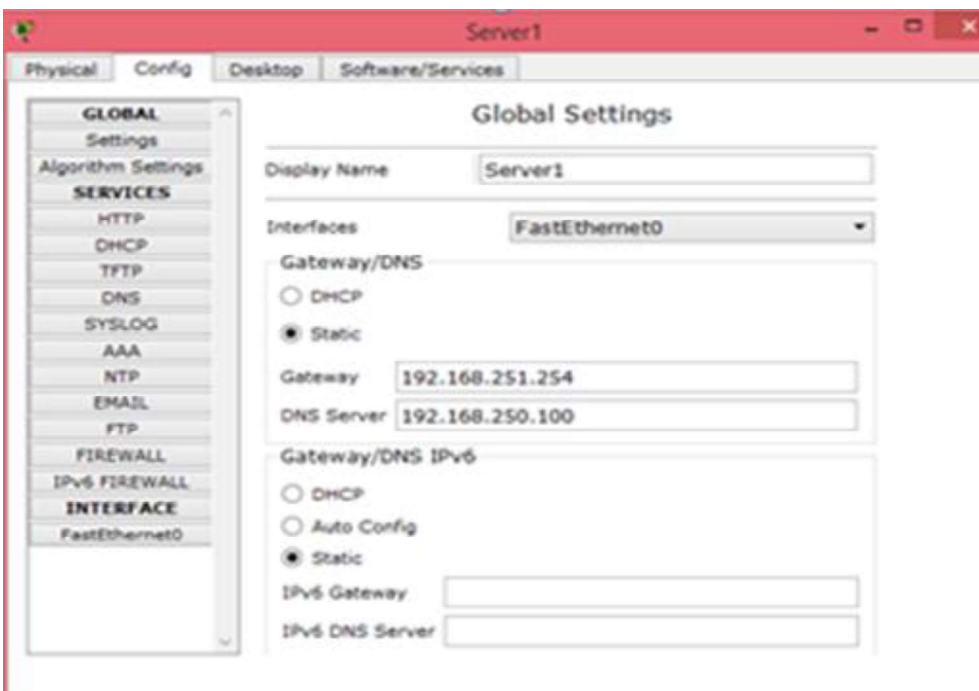 Server1
Physical Config Desktop Software/Services
GLOBAL
Settings
Algorithm Settings
SERVICES
HTTP
DHCP
TFTP
DNS
SYSLOG
AAA
NTP
EMAIL
FTP
FIREWALL
IPv6 FIREWALL
INTERFACE
FastEthernet0
Global Settings
Display Name Server1
Interfaces FastEthernet0
Gateway/DNS
DHCP
Static
Gateway 192.168.251.254
DNS Server 192.168.250.100
Gateway/DNS IPv6
DHCP
Auto Config
Static
IPv6 Gateway
IPv6 DNS Server